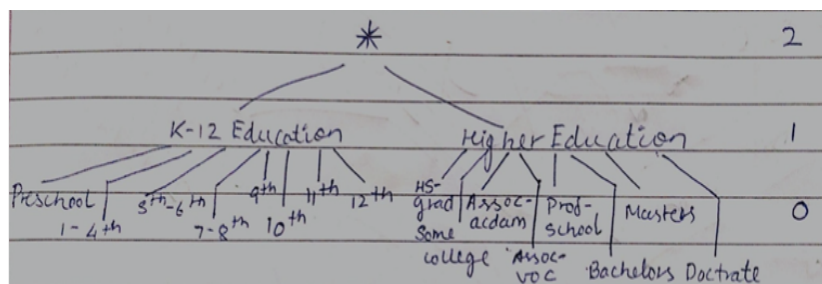 * 2
K-12 Education Higher Education 1
Preschool 5th-6th 9th 11th 12th HS-grad Assoc-acdam Prof-school Masters 0
1-4th 7-8th 10th Some college Assoc-voc Bachelors Doctrate